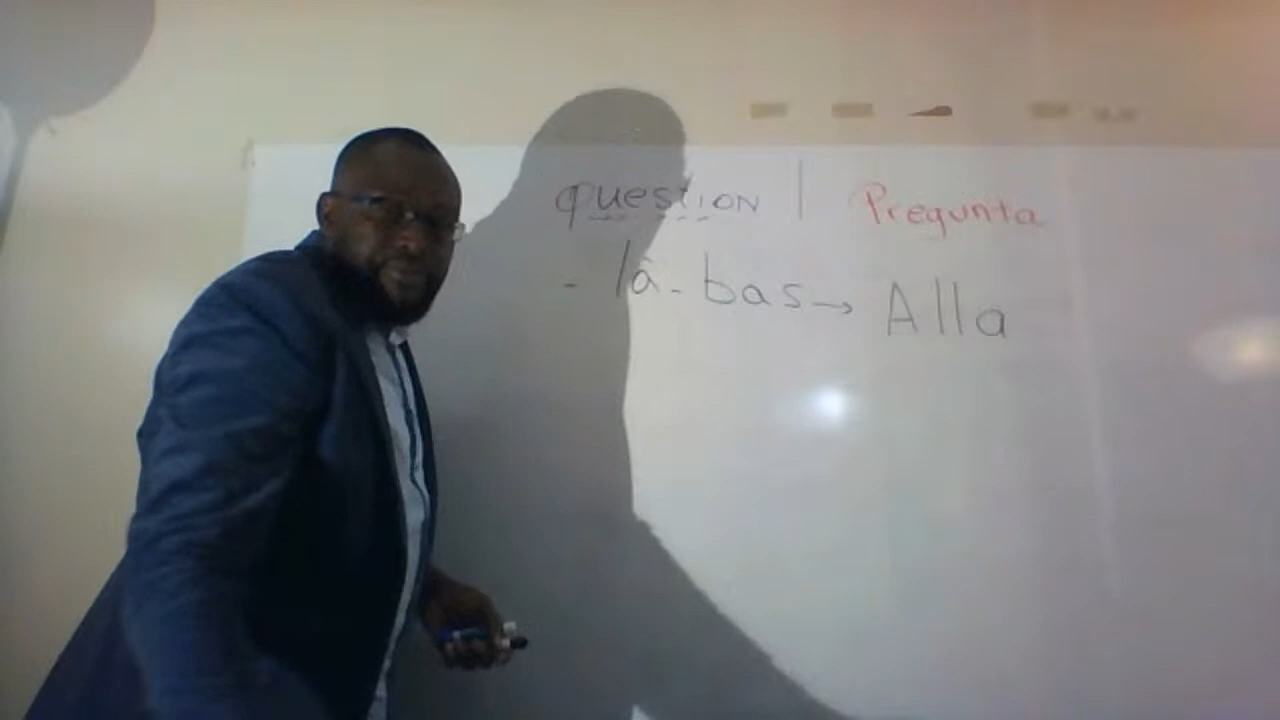 question | Pregunta
- là-bas → Alla